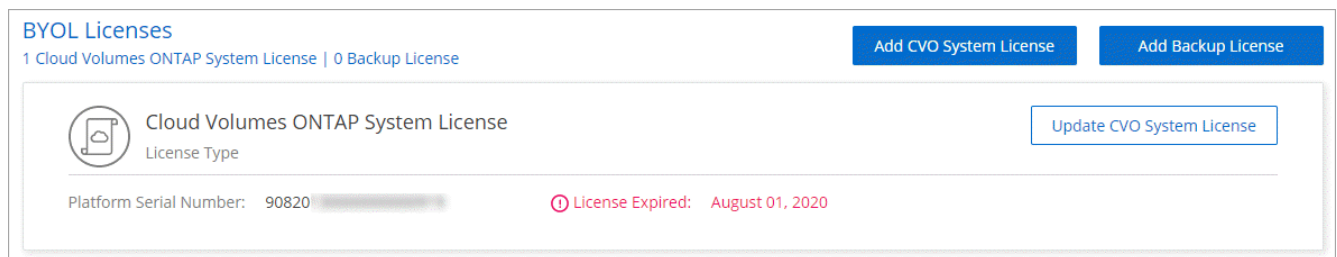 BYOL Licenses
1 Cloud Volumes ONTAP System License | 0 Backup License
Add CVO System License
Add Backup License
Cloud Volumes ONTAP System License
License Type
Update CVO System License
Platform Serial Number: 90820
License Expired: August 01, 2020